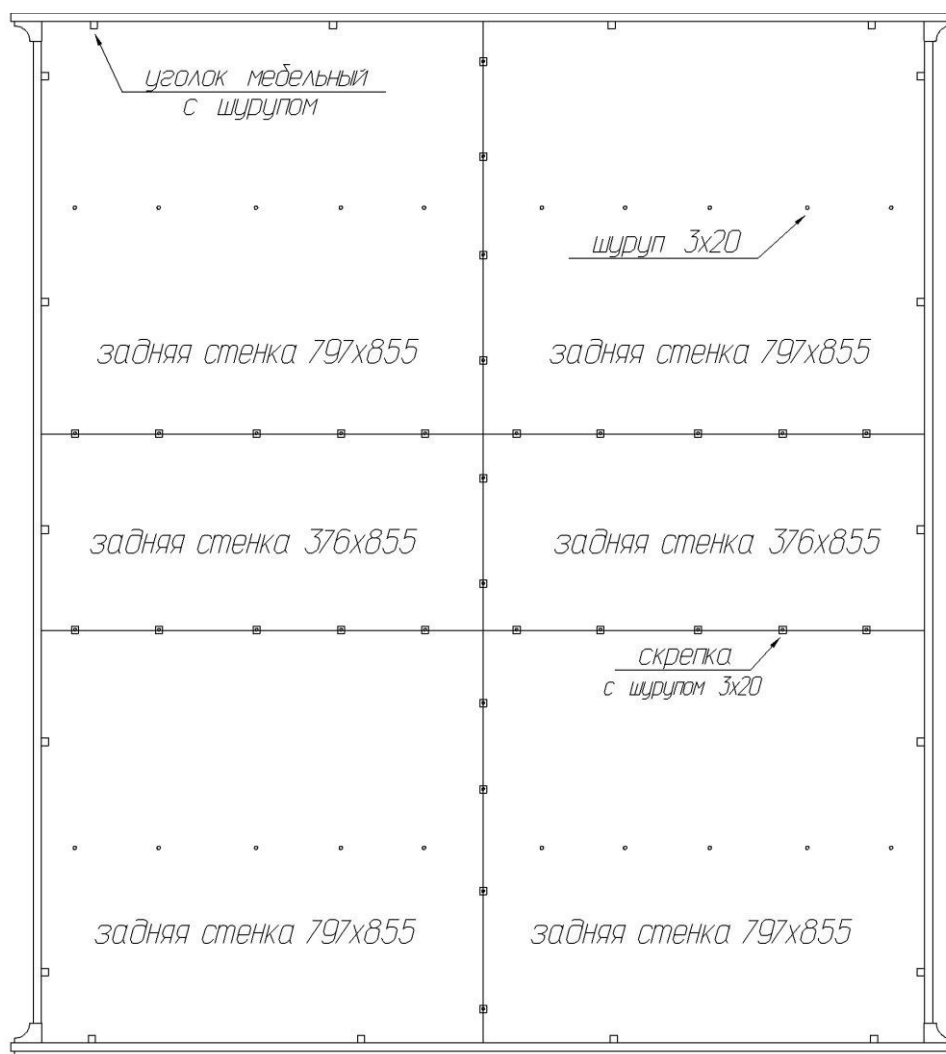 уголок мебельный
с шурупом
шуруп 3х20
задняя стенка 797х855
задняя стенка 797х855
задняя стенка 376х855
задняя стенка 376х855
скрепка
с шурупом 3х20
задняя стенка 797х855
задняя стенка 797х855